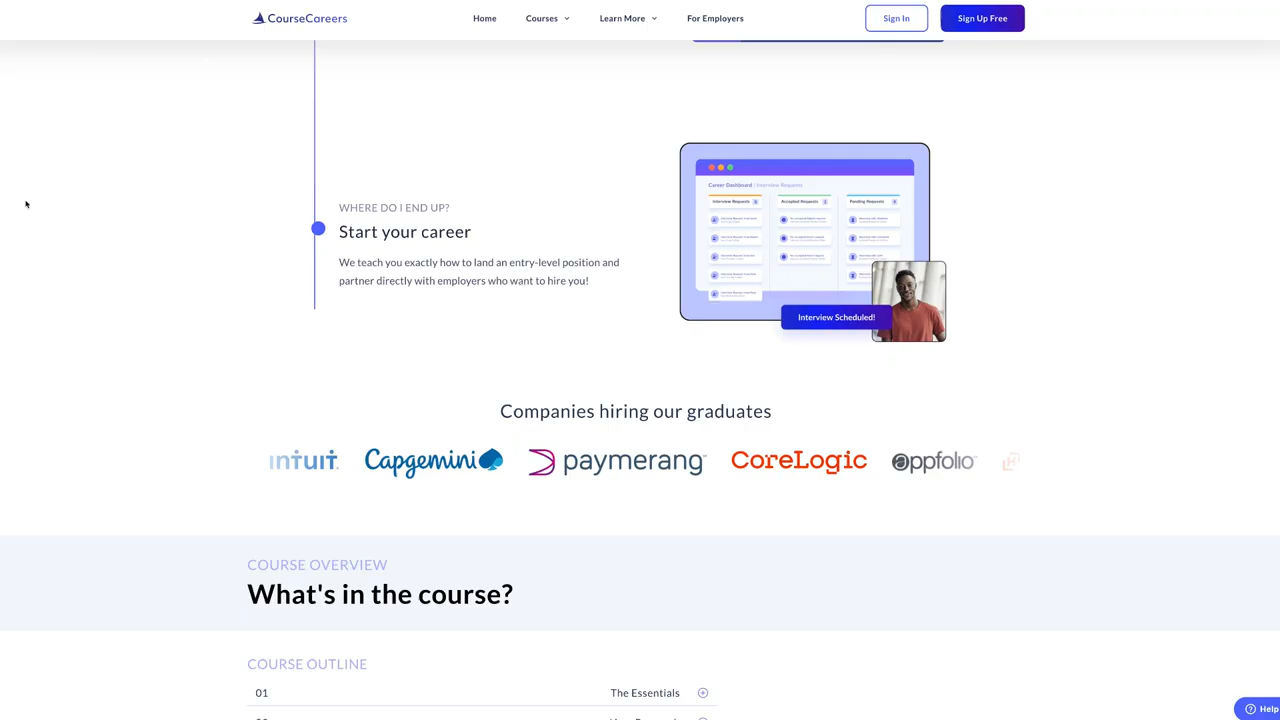 CourseCareers
Home
Courses
Learn More
For Employers
Sign In
Sign Up Free
WHERE DO I END UP?
Start your career
We teach you exactly how to land an entry-level position and
partner directly with employers who want to hire you!
Career Dashboard / Interview Requests
Interview Requests
Accepted Requests
Pending Requests
Interview Scheduled!
Companies hiring our graduates
INTUIT
Capgemini
paymerang
CoreLogic
appfolio
COURSE OVERVIEW
What's in the course?
COURSE OUTLINE
01
The Essentials
Help